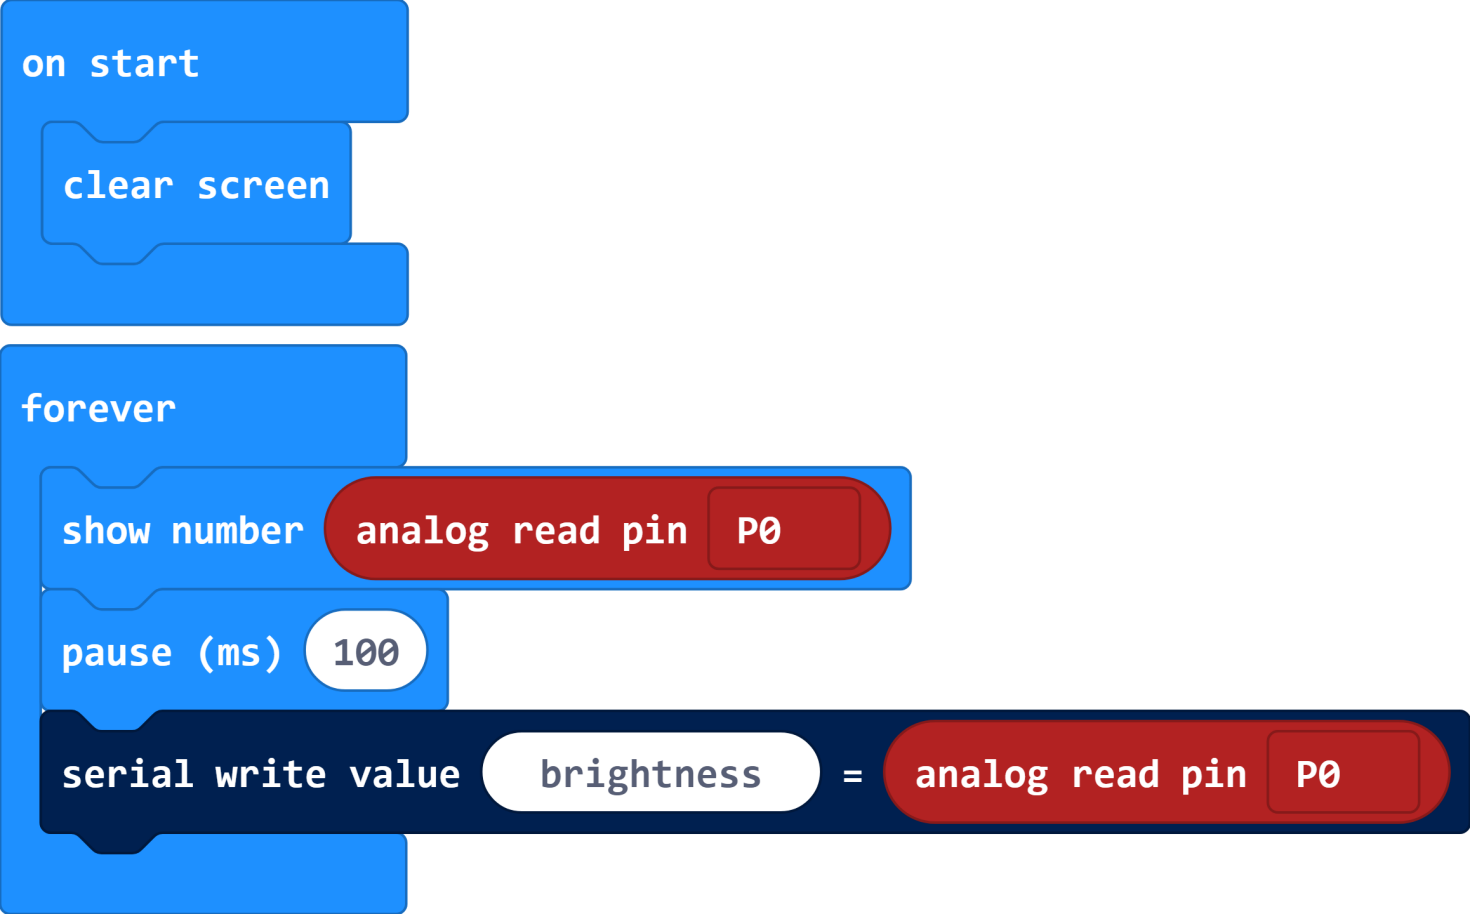 on start
clear screen
forever
show number analog read pin P0
pause (ms) 100
serial write value brightness = analog read pin P0